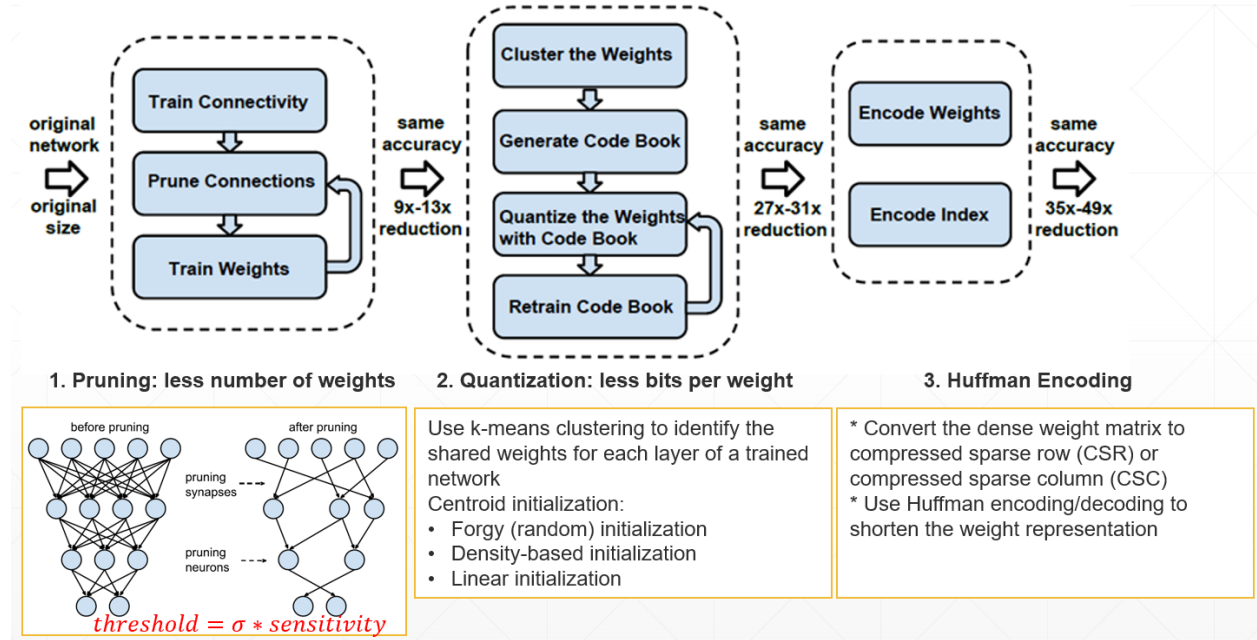 original
network
original
size
Train Connectivity
Prune Connections
Train Weights
same
accuracy
9x-13x
reduction
Cluster the Weights
Generate Code Book
Quantize the Weights
with Code Book
Retrain Code Book
same
accuracy
27x-31x
reduction
Encode Weights
Encode Index
same
accuracy
35x-49x
reduction
1. Pruning: less number of weights
before pruning
after pruning
pruning
synapses
pruning
neurons
threshold = σ * sensitivity
2. Quantization: less bits per weight
Use k-means clustering to identify the
shared weights for each layer of a trained
network
Centroid initialization:
• Forgy (random) initialization
• Density-based initialization
• Linear initialization
3. Huffman Encoding
* Convert the dense weight matrix to
compressed sparse row (CSR) or
compressed sparse column (CSC)
* Use Huffman encoding/decoding to
shorten the weight representation